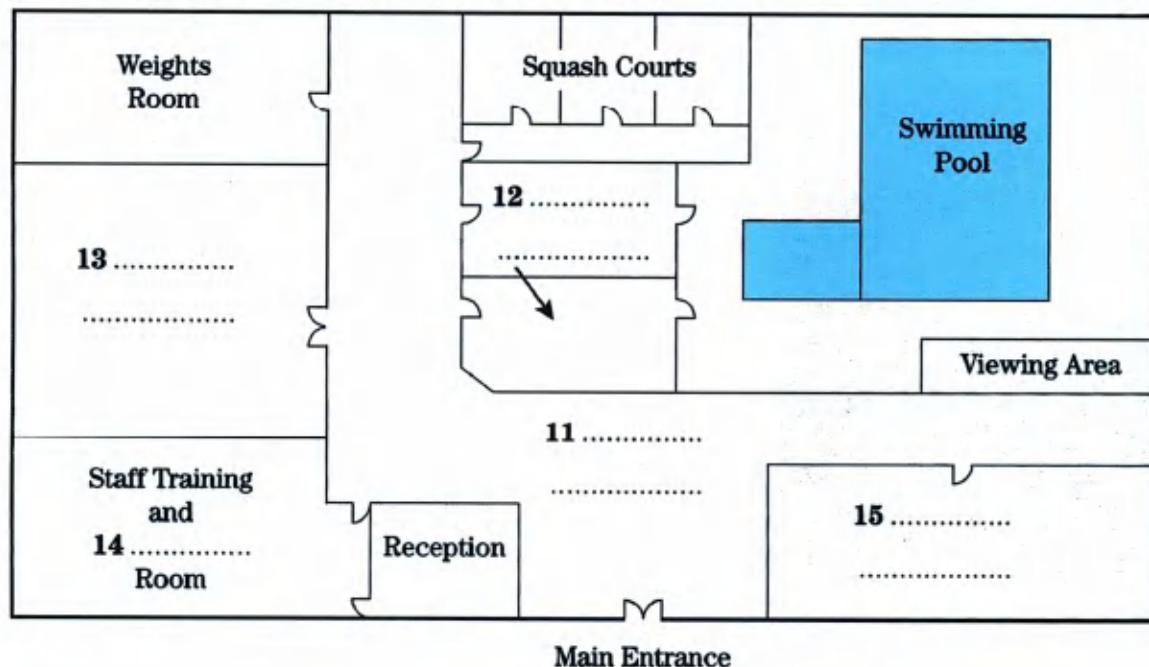 Weights
Room
Squash Courts
Swimming
Pool
12 ..................
..................
13 ..................
..................
Viewing Area
11 ..................
..................
Staff Training
and
14 ..................
Room
Reception
15 ..................
..................
Main Entrance